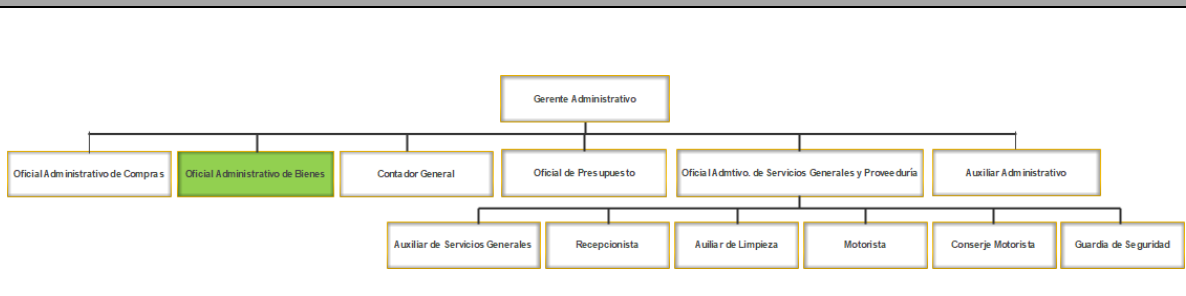 Gerente Administrativo
Oficial Administrativo de Compras
Oficial Administrativo de Bienes
Contador General
Oficial de Presupuesto
Oficial Admtivo. de Servicios Generales y Proveeduría
Auxiliar Administrativo
Auxiliar de Servicios Generales
Recepcionista
Auiliar de Limpieza
Motorista
Conserje Motorista
Guardia de Seguridad